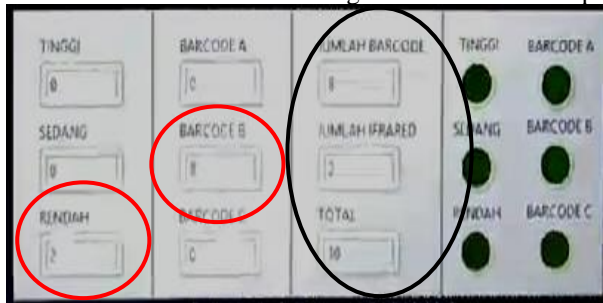 TINGGI
0
SEDANG
0
RENDAH
2
BARCODE A
0
BARCODE B
8
BARCODE C
0
JUMLAH BARCODE
8
JUMLAH IFRARED
2
TOTAL
10
TINGGI
BARCODE A
SEDANG
BARCODE B
RENDAH
BARCODE C